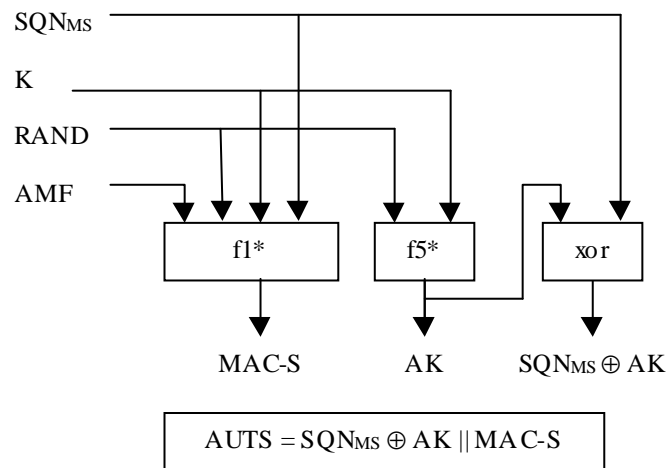 SQNMS
K
RAND
AMF
f1*
f5*
xor
MAC-S
AK
SQNMS ⊕ AK
AUTS = SQNMS ⊕ AK || MAC-S